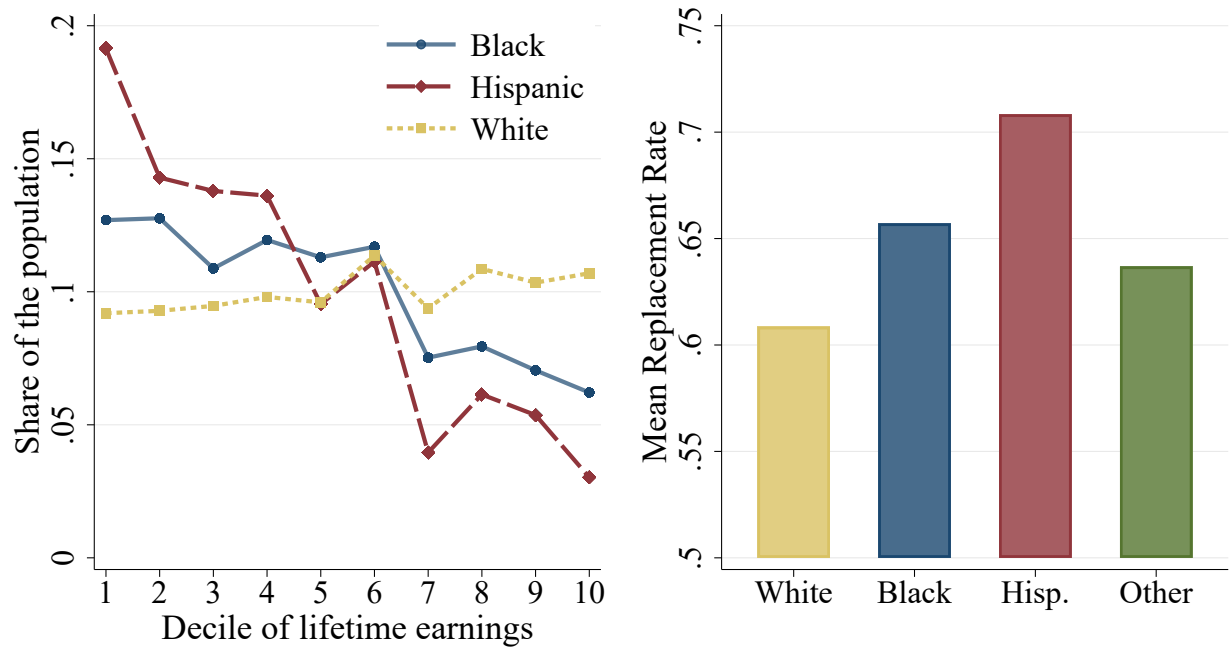 Share of the population
.2
.15
.1
.05
0
Black
Hispanic
White
1 2 3 4 5 6 7 8 9 10
Decile of lifetime earnings
Mean Replacement Rate
.75
.7
.65
.6
.55
.5
White Black Hisp. Other